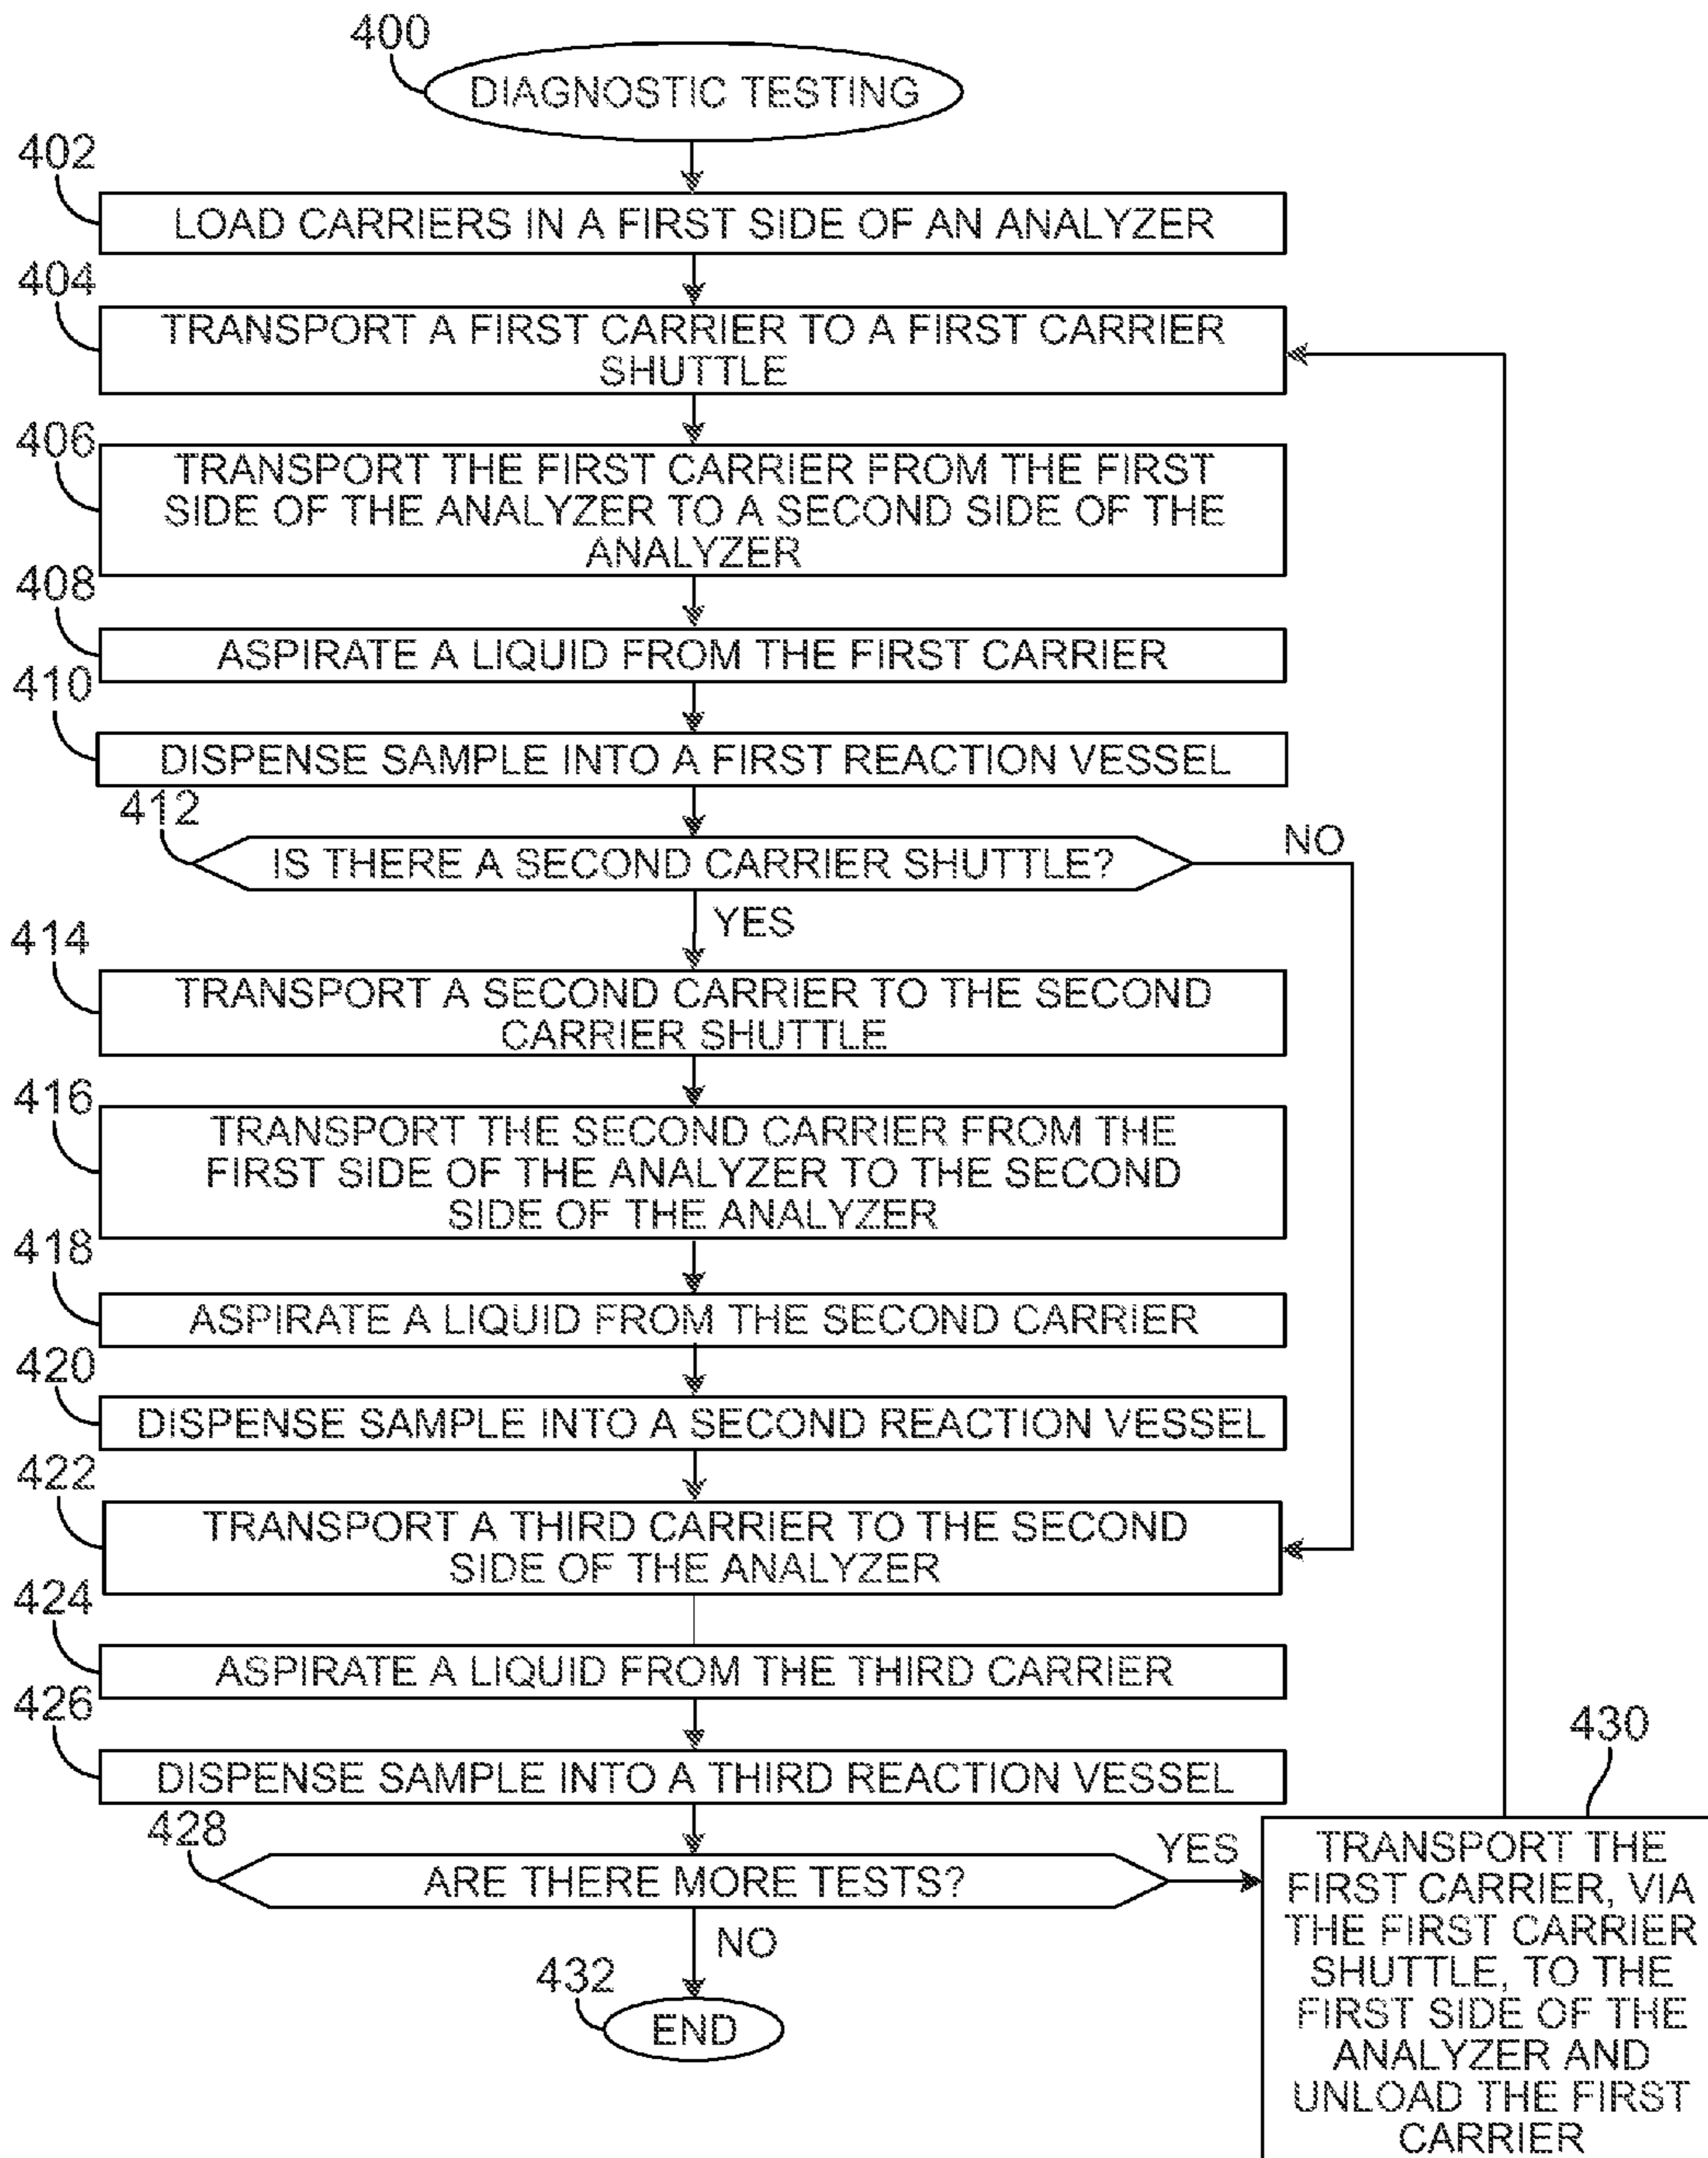 400
DIAGNOSTIC TESTING
402
LOAD CARRIERS IN A FIRST SIDE OF AN ANALYZER
404
TRANSPORT A FIRST CARRIER TO A FIRST CARRIER
SHUTTLE
406
TRANSPORT THE FIRST CARRIER FROM THE FIRST
SIDE OF THE ANALYZER TO A SECOND SIDE OF THE
ANALYZER
408
ASPIRATE A LIQUID FROM THE FIRST CARRIER
410
DISPENSE SAMPLE INTO A FIRST REACTION VESSEL
412
IS THERE A SECOND CARRIER SHUTTLE?
NO
YES
414
TRANSPORT A SECOND CARRIER TO THE SECOND
CARRIER SHUTTLE
416
TRANSPORT THE SECOND CARRIER FROM THE
FIRST SIDE OF THE ANALYZER TO THE SECOND
SIDE OF THE ANALYZER
418
ASPIRATE A LIQUID FROM THE SECOND CARRIER
420
DISPENSE SAMPLE INTO A SECOND REACTION VESSEL
422
TRANSPORT A THIRD CARRIER TO THE SECOND
SIDE OF THE ANALYZER
424
ASPIRATE A LIQUID FROM THE THIRD CARRIER
426
DISPENSE SAMPLE INTO A THIRD REACTION VESSEL
428
ARE THERE MORE TESTS?
YES
NO
430
TRANSPORT THE
FIRST CARRIER, VIA
THE FIRST CARRIER
SHUTTLE, TO THE
FIRST SIDE OF THE
ANALYZER AND
UNLOAD THE FIRST
CARRIER
432
END